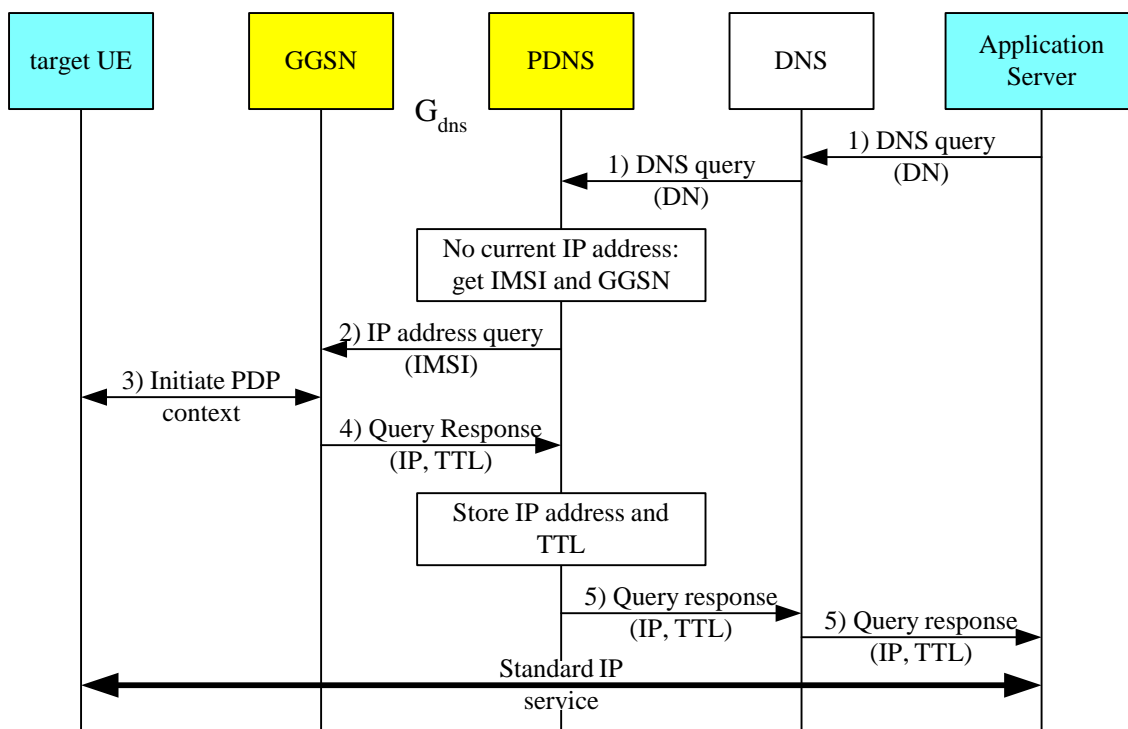 target UE
GGSN
PDNS
DNS
Application
Server
G_dns
1) DNS query
(DN)
1) DNS query
(DN)
No current IP address:
get IMSI and GGSN
2) IP address query
(IMSI)
3) Initiate PDP
context
4) Query Response
(IP, TTL)
Store IP address and
TTL
5) Query response
(IP, TTL)
5) Query response
(IP, TTL)
Standard IP
service